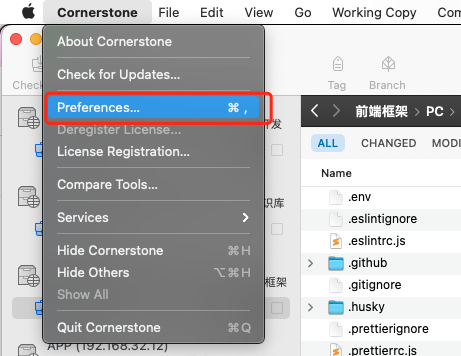 Cornerstone File Edit View Go Working Copy Com
About Cornerstone
Check for Updates...
Preferences... ⌘ ,
Deregister License...
License Registration...
Compare Tools...
Services
Hide Cornerstone ⌘H
Hide Others ⌥⌘H
Show All
Quit Cornerstone ⌘Q
Check
Tag Branch
发
识库
框架
APP (192.168.32.12)
前端框架 PC
ALL CHANGED MODI
Name
.env
.eslintignore
.eslintrc.js
.github
.gitignore
.husky
.prettierignore
.prettierrc.js